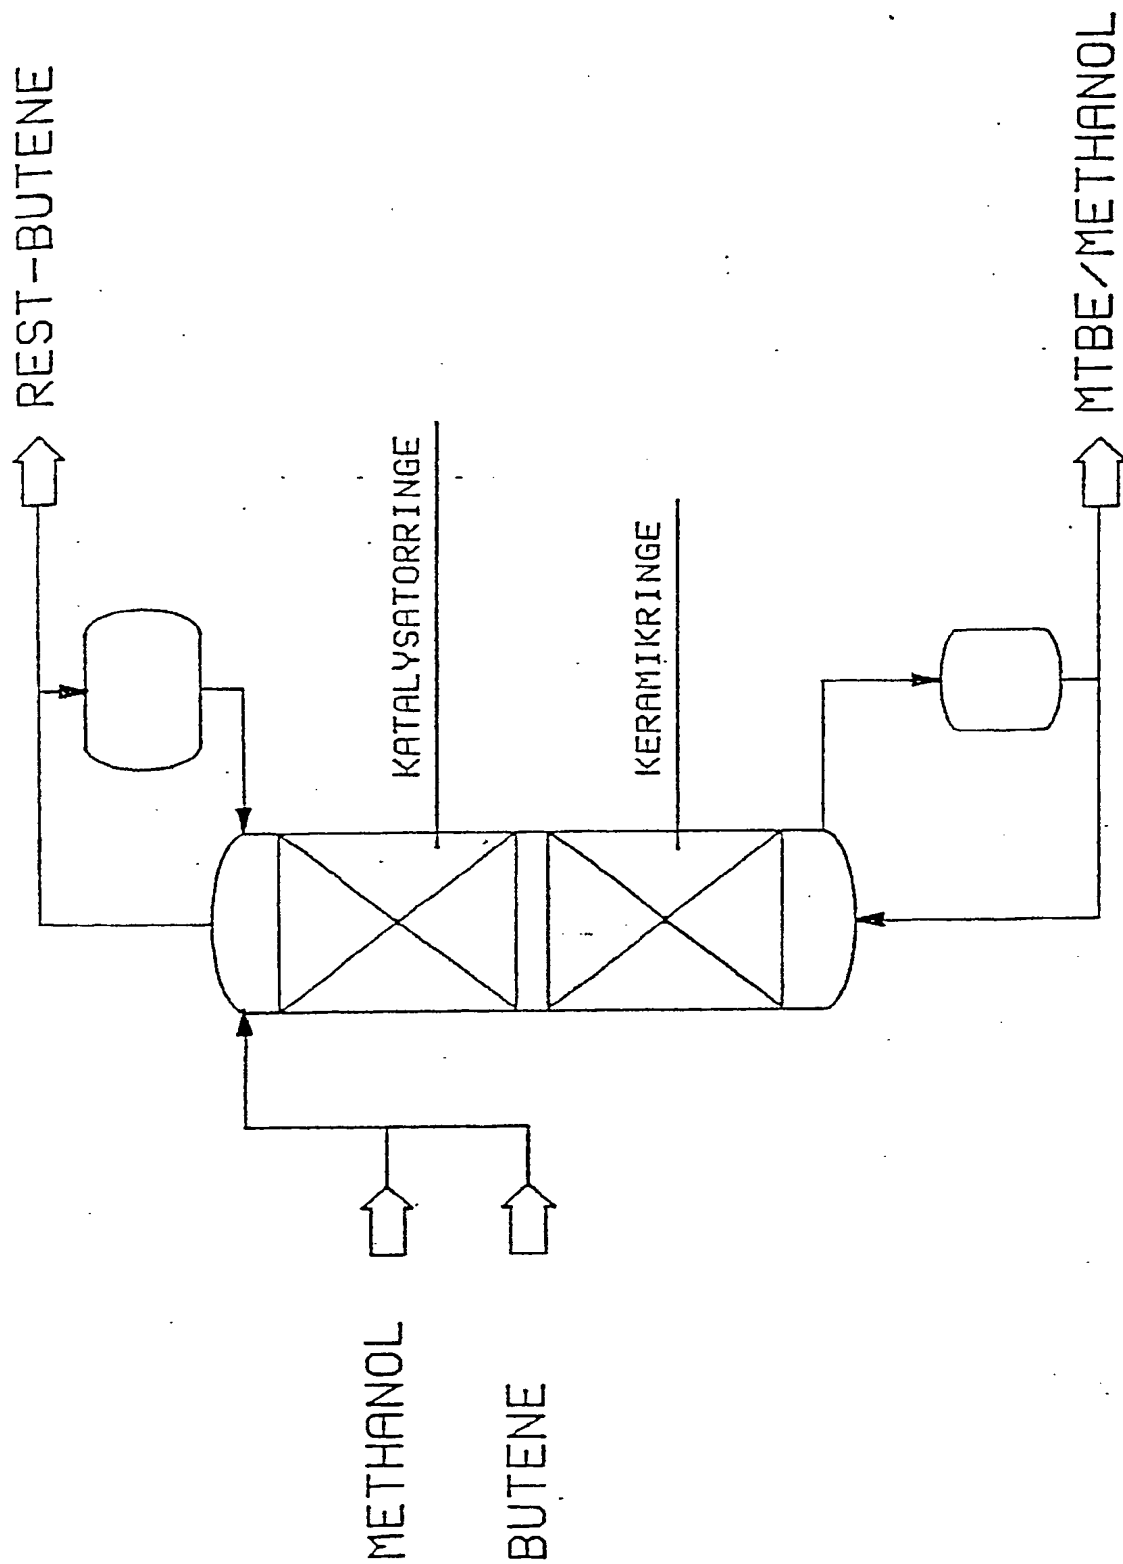 REST-BUTENE
KATALYSATORRINGE
METHANOL
BUTENE
KERAMIKRINGE
MTBE/METHANOL